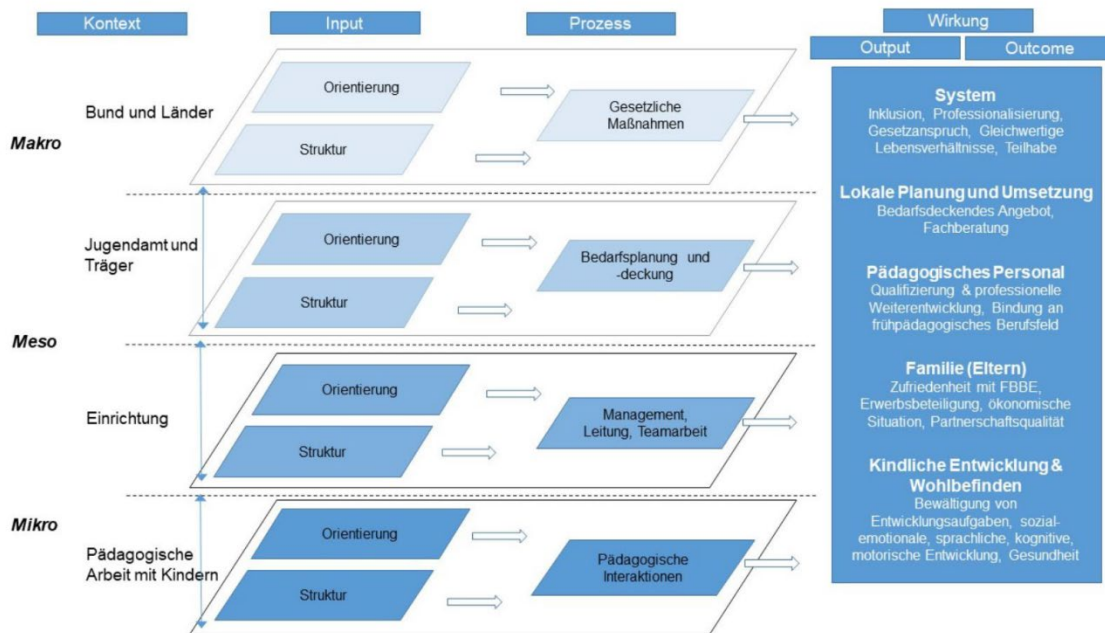 Kontext
Input
Prozess
Wirkung
Output
Outcome
Makro
Bund und Länder
Orientierung
Struktur
Gesetzliche
Maßnahmen
Jugendamt und
Träger
Orientierung
Struktur
Bedarfsplanung und
-deckung
Meso
Einrichtung
Orientierung
Struktur
Management,
Leitung, Teamarbeit
Mikro
Pädagogische
Arbeit mit Kindern
Orientierung
Struktur
Pädagogische
Interaktionen
System
Inklusion, Professionalisierung,
Gesetzanspruch, Gleichwertige
Lebensverhältnisse, Teilhabe
Lokale Planung und Umsetzung
Bedarfsdeckendes Angebot,
Fachberatung
Pädagogisches Personal
Qualifizierung & professionelle
Weiterentwicklung, Bindung an
frühpädagogisches Berufsfeld
Familie (Eltern)
Zufriedenheit mit FBBE,
Erwerbsbeteiligung, ökonomische
Situation, Partnerschaftsqualität
Kindliche Entwicklung &
Wohlbefinden
Bewältigung von
Entwicklungsaufgaben, sozial-
emotionale, sprachliche, kognitive,
motorische Entwicklung, Gesundheit